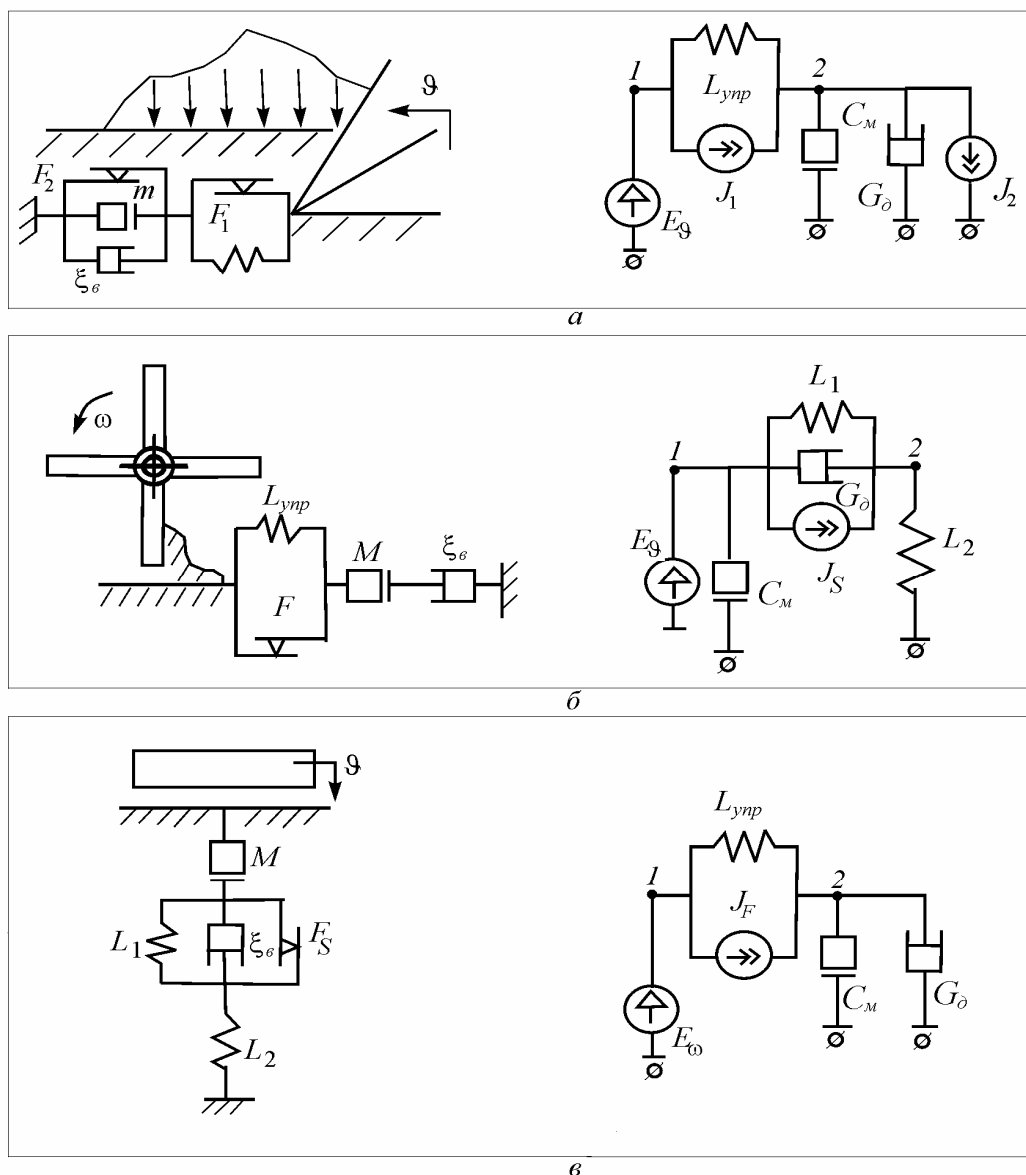 ϑ
F₂
m
F₁
ξв
1
2
Lупр
J₁
Cм
Gд
J₂
Eϑ
а
ω
Lупр
M
ξв
F
L₁
1
2
Gд
Eϑ
Cм
JS
L₂
б
ϑ
M
L₁
ξв
FS
L₂
Lупр
1
2
JF
Cм
Gд
Eω
в